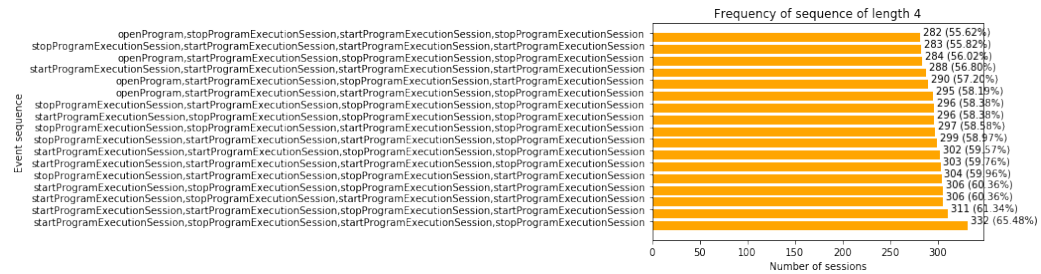 Frequency of sequence of length 4
openProgram,stopProgramExecutionSession,startProgramExecutionSession,stopProgramExecutionSession 282 (55.62%)
stopProgramExecutionSession,startProgramExecutionSession,startProgramExecutionSession,startProgramExecutionSession 283 (55.82%)
openProgram,startProgramExecutionSession,stopProgramExecutionSession,stopProgramExecutionSession 284 (56.02%)
startProgramExecutionSession,startProgramExecutionSession,startProgramExecutionSession,startProgramExecutionSession 288 (56.80%)
openProgram,startProgramExecutionSession,stopProgramExecutionSession,startProgramExecutionSession 290 (57.20%)
openProgram,startProgramExecutionSession,startProgramExecutionSession,stopProgramExecutionSession 295 (58.19%)
stopProgramExecutionSession,startProgramExecutionSession,stopProgramExecutionSession,stopProgramExecutionSession 296 (58.38%)
startProgramExecutionSession,stopProgramExecutionSession,stopProgramExecutionSession,stopProgramExecutionSession 296 (58.38%)
stopProgramExecutionSession,stopProgramExecutionSession,startProgramExecutionSession,stopProgramExecutionSession 297 (58.58%)
stopProgramExecutionSession,startProgramExecutionSession,startProgramExecutionSession,stopProgramExecutionSession 299 (58.97%)
startProgramExecutionSession,startProgramExecutionSession,stopProgramExecutionSession,stopProgramExecutionSession 302 (59.57%)
startProgramExecutionSession,startProgramExecutionSession,startProgramExecutionSession,stopProgramExecutionSession 303 (59.76%)
stopProgramExecutionSession,startProgramExecutionSession,stopProgramExecutionSession,startProgramExecutionSession 304 (59.96%)
startProgramExecutionSession,stopProgramExecutionSession,stopProgramExecutionSession,startProgramExecutionSession 306 (60.36%)
startProgramExecutionSession,startProgramExecutionSession,stopProgramExecutionSession,startProgramExecutionSession 306 (60.36%)
startProgramExecutionSession,stopProgramExecutionSession,startProgramExecutionSession,startProgramExecutionSession 311 (61.34%)
startProgramExecutionSession,stopProgramExecutionSession,startProgramExecutionSession,stopProgramExecutionSession 332 (65.48%)
Event sequence
0 50 100 150 200 250 300
Number of sessions